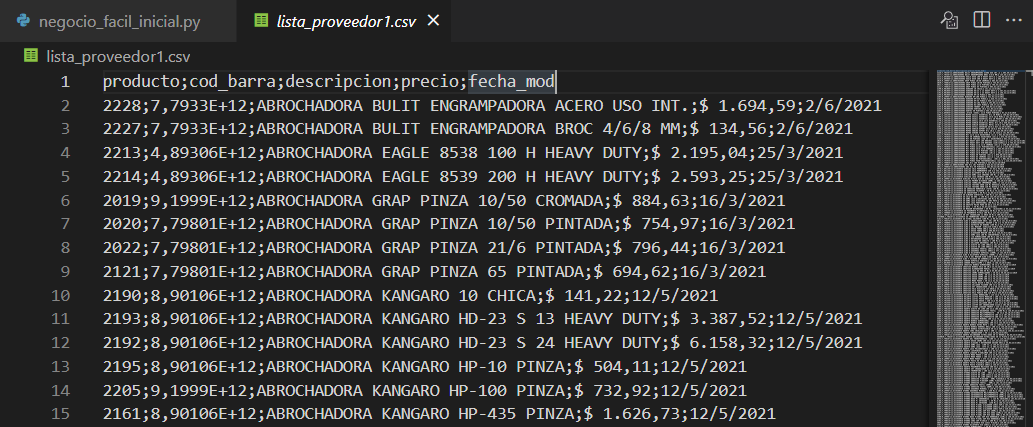 negocio_facil_inicial.py lista_proveedor1.csv
lista_proveedor1.csv
1 producto;cod_barra;descripcion;precio;fecha_mod
2 2228;7,7933E+12;ABROCHADORA BULIT ENGRAMPADORA ACERO USO INT.;$ 1.694,59;2/6/2021
3 2227;7,7933E+12;ABROCHADORA BULIT ENGRAMPADORA BROC 4/6/8 MM;$ 134,56;2/6/2021
4 2213;4,89306E+12;ABROCHADORA EAGLE 8538 100 H HEAVY DUTY;$ 2.195,04;25/3/2021
5 2214;4,89306E+12;ABROCHADORA EAGLE 8539 200 H HEAVY DUTY;$ 2.593,25;25/3/2021
6 2019;9,1999E+12;ABROCHADORA GRAP PINZA 10/50 CROMADA;$ 884,63;16/3/2021
7 2020;7,79801E+12;ABROCHADORA GRAP PINZA 10/50 PINTADA;$ 754,97;16/3/2021
8 2022;7,79801E+12;ABROCHADORA GRAP PINZA 21/6 PINTADA;$ 796,44;16/3/2021
9 2121;7,79801E+12;ABROCHADORA GRAP PINZA 65 PINTADA;$ 694,62;16/3/2021
10 2190;8,90106E+12;ABROCHADORA KANGARO 10 CHICA;$ 141,22;12/5/2021
11 2193;8,90106E+12;ABROCHADORA KANGARO HD-23 S 13 HEAVY DUTY;$ 3.387,52;12/5/2021
12 2192;8,90106E+12;ABROCHADORA KANGARO HD-23 S 24 HEAVY DUTY;$ 6.158,32;12/5/2021
13 2195;8,90106E+12;ABROCHADORA KANGARO HP-10 PINZA;$ 504,11;12/5/2021
14 2205;9,1999E+12;ABROCHADORA KANGARO HP-100 PINZA;$ 732,92;12/5/2021
15 2161;8,90106E+12;ABROCHADORA KANGARO HP-435 PINZA;$ 1.626,73;12/5/2021